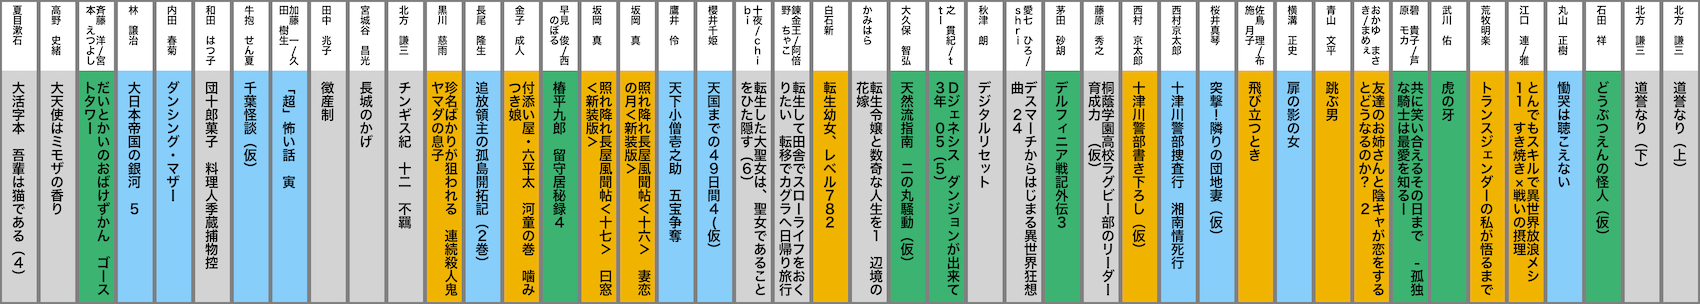 北方　謙三
道誉なり（上）
北方　謙三
道誉なり（下）
石田　祥
どうぶつえんの怪人（仮）
丸山　正樹
慟哭は聴こえない
江口　連／雅
とんでもスキルで異世界放浪メシ
１１　すき焼き×戦いの摂理
荒牧明楽
トランスジェンダーの私が悟るまで
武川　佑
虎の牙
碧　貴子／芦
原　モカ
共に笑い合えるその日まで　-孤独
な騎士は最愛を知るー
おかゆ　まさ
き／まめぇ
友達のお姉さんと陰キャが恋をする
とどうなるのか？　２
青山　文平
跳ぶ男
横溝　正史
扉の影の女
佐鳥　理／布
施　月子
飛び立つとき
桜井真琴
突撃！隣りの団地妻（仮）
西村京太郎
十津川警部捜査行　湘南情死行
西村　京太郎
十津川警部書き下ろし（仮）
藤原　秀之
桐蔭学園高校ラグビー部のリーダー
育成力　（仮）
茅田　砂胡
デルフィニア戦記外伝３
愛七　ひろ／
ｓｈｒｉ
デスマーチからはじまる異世界狂想
曲　２４
秋津　朗
デジタルリセット
之　貫紀／ｔ
ｔｌ
Ｄジェネシス　ダンジョンが出来て
３年　０５（５）
大久保　智弘
天然流指南　二の丸騒動（仮）
かみはら
転生令嬢と数奇な人生を１　辺境の
花嫁
白石新
転生幼女、レベル７８２
錬金王／阿倍
野　ちゃこ
転生して田舎でスローライフをおく
りたい　転移でカグラへ日帰り旅行
十夜／ｃｈｉ
ｂｉ
転生した大聖女は、聖女であること
をひた隠す（６）
櫻井千姫
天国までの４９日間４（仮）
鷹井　伶
天下小僧壱之助　五宝争奪
坂岡　真
照れ降れ長屋風聞帖＜十六＞　妻恋
の月＜新装版＞
坂岡　真
照れ降れ長屋風聞帖＜十七＞　日窓
＜新装版＞
早見　俊／西
のぼる
椿平九郎　留守居秘録４
金子　成人
付添い屋・六平太　河童の巻　噛み
つき娘
長尾　隆生
追放領主の孤島開拓記（２巻）
黒川　慈雨
珍名ばかりが狙われる　連続殺人鬼
ヤマダの息子
北方　謙三
チンギス紀　十二　不羈
宮城谷　昌光
長城のかげ
田中　兆子
徴産制
加藤　一／久
田　樹生
「超」怖い話　寅
牛抱　せん夏
千葉怪談（仮）
和田　はつ子
団十郎菓子　料理人季蔵捕物控
内田　春菊
ダンシング・マザー
林　譲治
大日本帝国の銀河　５
斉藤　洋／宮
本　えつよし
だいとかいのおばけずかん　ゴース
トタワー
高野　史緒
大天使はミモザの香り
夏目漱石
大活字本　吾輩は猫である（４）